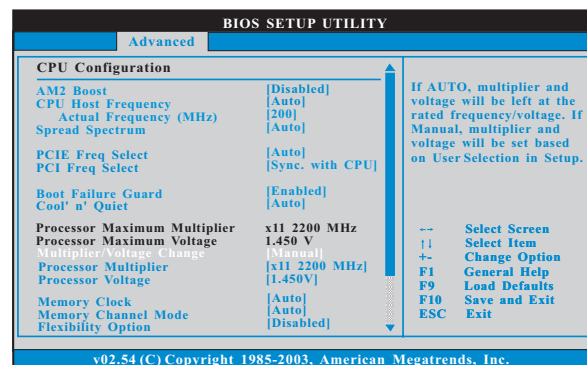 BIOS SETUP UTILITY
Advanced
CPU Configuration
AM2 Boost [Disabled]
CPU Host Frequency [Auto]
Actual Frequency (MHz) [200]
Spread Spectrum [Auto]
PCIE Freq Select [Auto]
PCI Freq Select [Sync. with CPU]
Boot Failure Guard [Enabled]
Cool' n' Quiet [Auto]
Processor Maximum Multiplier x11 2200 MHz
Processor Maximum Voltage 1.450 V
Multiplier/Voltage Change [Manual]
Processor Multiplier [x11 2200 MHz]
Processor Voltage [1.450V]
Memory Clock [Auto]
Memory Channel Mode [Auto]
Flexibility Option [Disabled]
If AUTO, multiplier and
voltage will be left at the
rated frequency/voltage. If
Manual, multiplier and
voltage will be set based
on User Selection in Setup.
←→ Select Screen
↑↓ Select Item
+- Change Option
F1 General Help
F9 Load Defaults
F10 Save and Exit
ESC Exit
v02.54 (C) Copyright 1985-2003, American Megatrends, Inc.